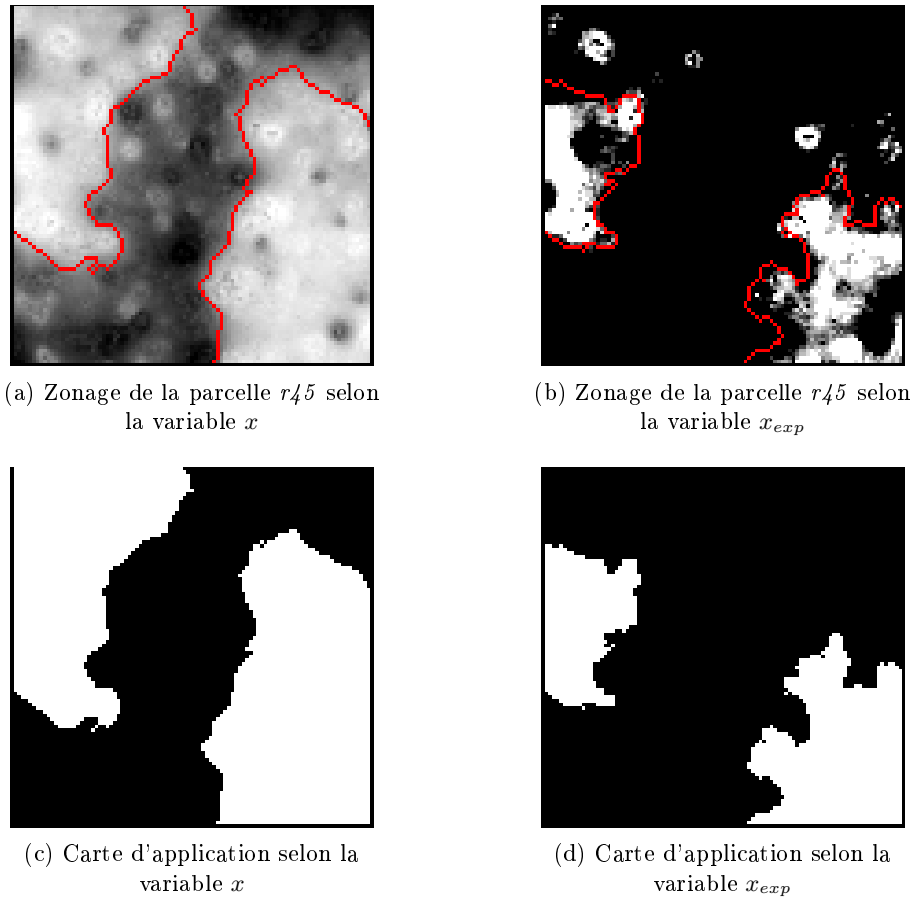 (a) Zonage de la parcelle r45 selon
la variable x
(b) Zonage de la parcelle r45 selon
la variable x_exp
(c) Carte d'application selon la
variable x
(d) Carte d'application selon la
variable x_exp